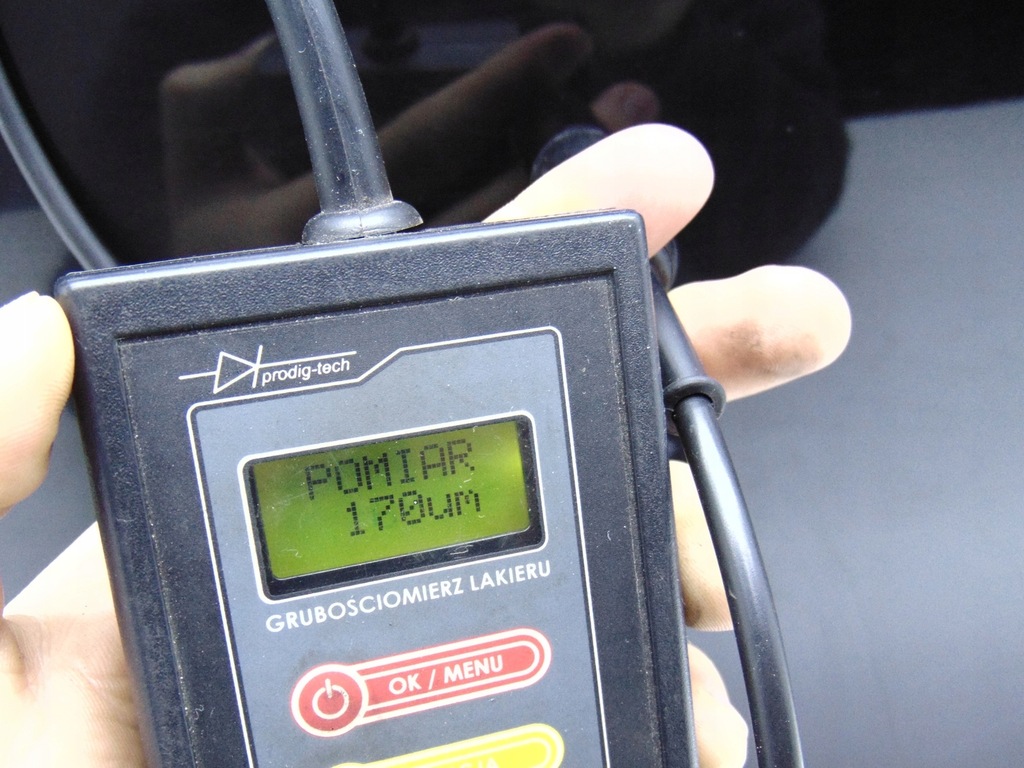 prodig-tech
POMIAR
170um
GRUBOŚCIOMIERZ LAKIERU
OK / MENU